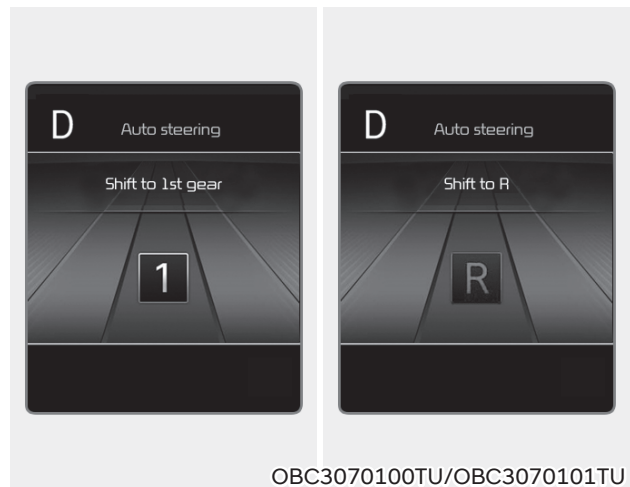 D Auto steering
Shift to 1st gear
1
D Auto steering
Shift to R
R
OBC3070100TU/OBC3070101TU